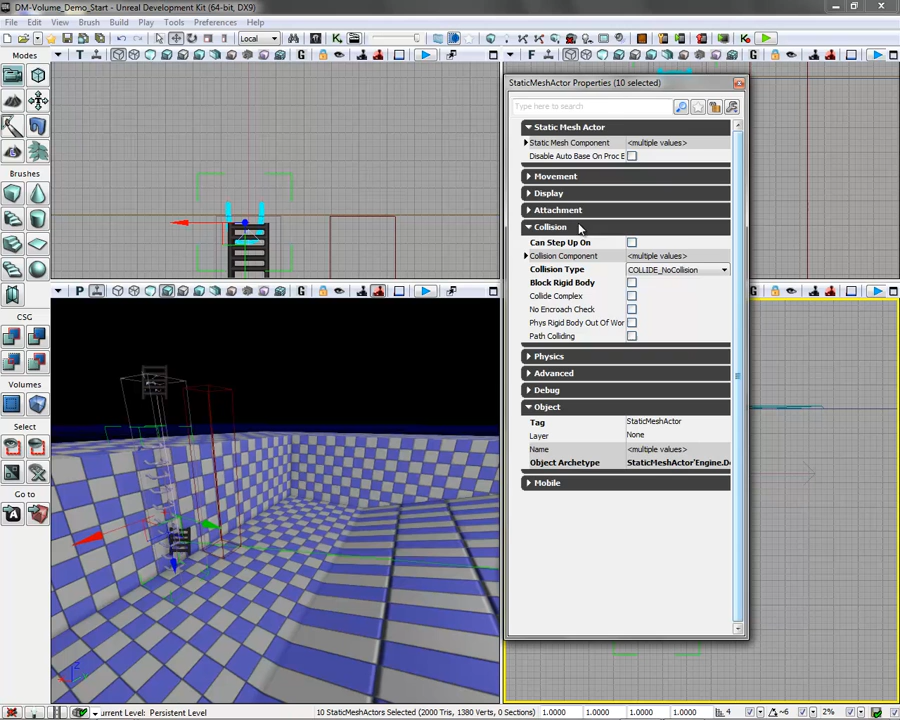 DM-Volume_Demo_Start - Unreal Development Kit (64-bit, DX9)
File Edit View Brush Build Play Tools Preferences Help
Local
Modes
T
G
F
StaticMeshActor Properties (10 selected)
Type here to search
Static Mesh Actor
Static Mesh Component <multiple values>
Disable Auto Base On Proc B
Movement
Display
Attachment
Collision
Can Step Up On
Collision Component <multiple values>
Collision Type COLLIDE_NoCollision
Block Rigid Body
Collide Complex
No Encroach Check
Phys Rigid Body Out Of Wor
Path Colliding
Physics
Advanced
Debug
Object
Tag StaticMeshActor
Layer None
Name <multiple values>
Object Archetype StaticMeshActor'Engine.De
Mobile
Brushes
CSG
Volumes
Select
Go to
P
G
G
Z
urrent Level: Persistent Level
10 StaticMeshActors Selected (2000 Tris, 1380 Verts, 0 Sections)
1.0000 1.0000 1.0000 1.0000
4
~6
2%